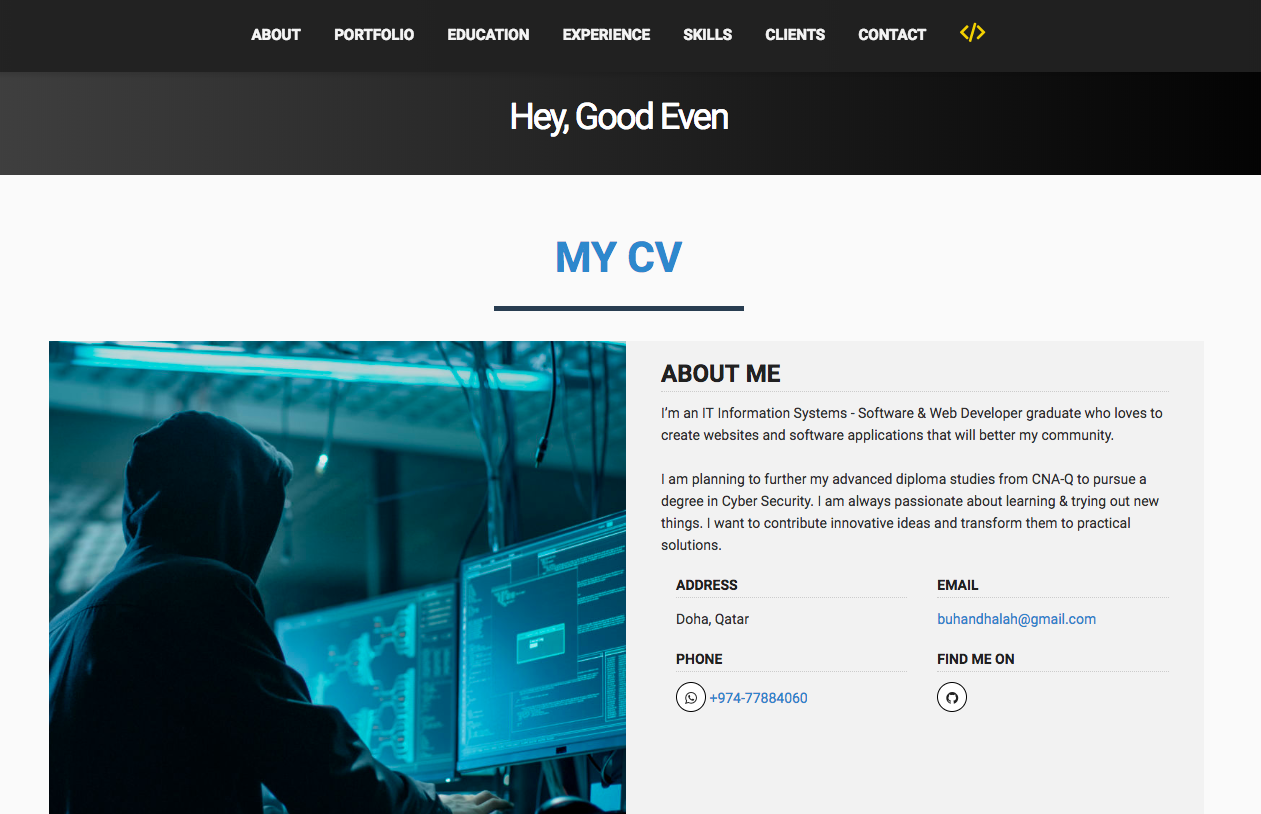 ABOUT PORTFOLIO EDUCATION EXPERIENCE SKILLS CLIENTS CONTACT </>
Hey, Good Even
MY CV
ABOUT ME
I'm an IT Information Systems - Software & Web Developer graduate who loves to
create websites and software applications that will better my community.
I am planning to further my advanced diploma studies from CNA-Q to pursue a
degree in Cyber Security. I am always passionate about learning & trying out new
things. I want to contribute innovative ideas and transform them to practical
solutions.
ADDRESS EMAIL
Doha, Qatar buhandhalah@gmail.com
PHONE FIND ME ON
+974-77884060